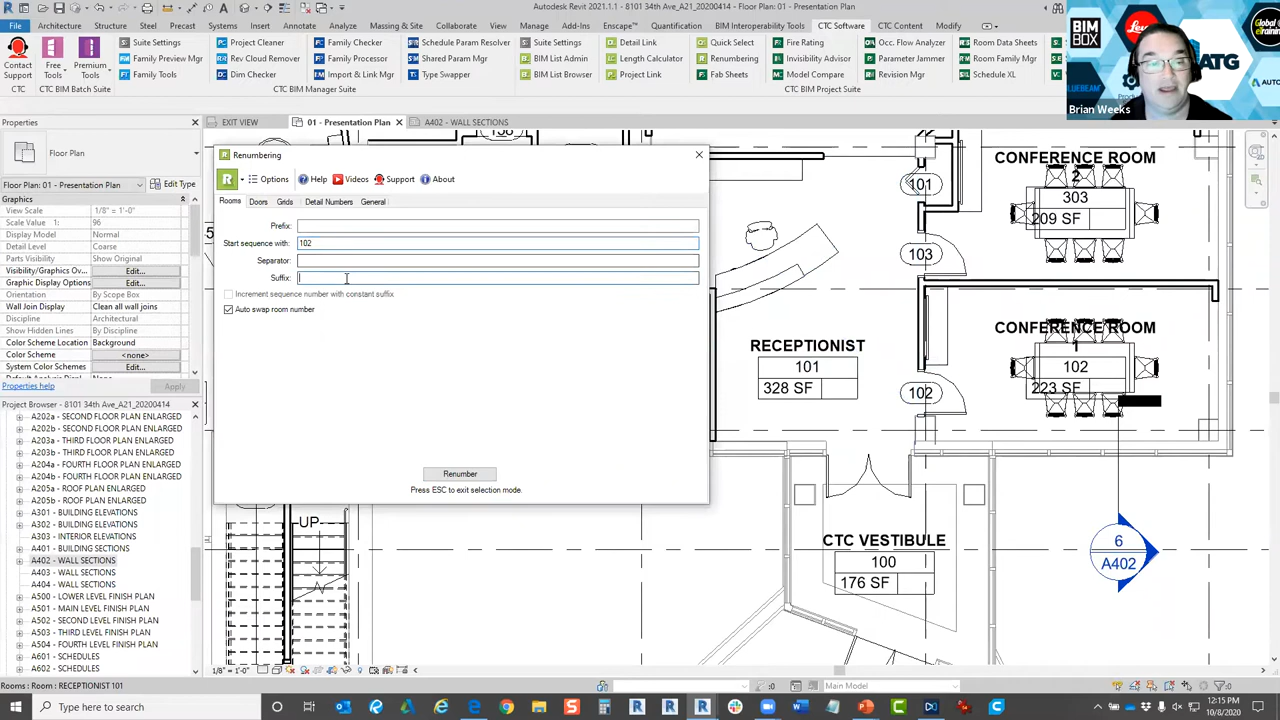 Autodesk Revit 2021.1.1 - 8101 34th Ave_A21_20200414 - Floor Plan: 01 - Presentation Plan
File Architecture Structure Steel Precast Systems Insert Annotate Analyze Massing & Site Collaborate View Manage Add-Ins Enscape™ Quantification BIM Interoperability Tools CTC Software CTC Content Modify
Contact Support
Free Tools
Premium Tools
Suite Settings
Family Preview Mgr
Family Tools
Project Cleaner
Rev Cloud Remover
Dim Checker
Family Checker
Family Processor
Import & Link Mgr
Schedule Param Resolver
Shared Param Mgr
Type Swapper
Suite Settings
BIM List Admin
BIM List Browser
Detail Link
Length Calculator
Project Link
Quick Select
Renumbering
Fab Sheets
Fire Rating
Invisibility Advisor
Model Compare
Occ. Flow Analyzer
Parameter Jammer
Revision Mgr
Room Data Sheets
Room Family Mgr
Schedule XL
CTC
CTC BIM Batch Suite
CTC BIM Manager Suite
CTC BIM Project Suite
BIM BOX
ATG
Global eTraining
BLUEBEAM
Brian Weeks
Properties
EXIT VIEW
01 - Presentation Plan
A402 - WALL SECTIONS
Floor Plan
Floor Plan: 01 - Presentation Plan
Edit Type
Graphics
View Scale 1/8" = 1'-0"
Scale Value 1: 96
Display Model Normal
Detail Level Coarse
Parts Visibility Show Original
Visibility/Graphics Ov... Edit...
Graphic Display Options Edit...
Orientation By Scope Box
Wall Join Display Clean all wall joins
Discipline Architectural
Show Hidden Lines By Discipline
Color Scheme Location Background
Color Scheme <none>
System Color Schemes Edit...
Properties help
Apply
Project Browser - 8101 34th Ave_A21_20200414
A202a - SECOND FLOOR PLAN ENLARGED
A202b - SECOND FLOOR PLAN ENLARGED
A203a - THIRD FLOOR PLAN ENLARGED
A203b - THIRD FLOOR PLAN ENLARGED
A204a - FOURTH FLOOR PLAN ENLARGED
A204b - FOURTH FLOOR PLAN ENLARGED
A205a - ROOF PLAN ENLARGED
A205b - ROOF PLAN ENLARGED
A301 - BUILDING ELEVATIONS
A302 - BUILDING ELEVATIONS
A303 - INTERIOR ELEVATIONS
A401 - BUILDING SECTIONS
A402 - WALL SECTIONS
A403 - WALL SECTIONS
A404 - WALL SECTIONS
A500 - LOWER LEVEL FINISH PLAN
A501 - MAIN LEVEL FINISH PLAN
A502 - SECOND LEVEL FINISH PLAN
A503 - THIRD LEVEL FINISH PLAN
A504 - FOURTH LEVEL FINISH PLAN
A601 - SCHEDULES
A602 - SCHEDULES
Renumbering
Options Help Videos Support About
Rooms Doors Grids Detail Numbers General
Prefix:
Start sequence with: 102
Separator:
Suffix:
Increment sequence number with constant suffix
Auto swap room number
Renumber
Press ESC to exit selection mode.
CONFERENCE ROOM
2
303
209 SF
101
103
102
CONFERENCE ROOM
1
102
223 SF
RECEPTIONIST
101
328 SF
CTC VESTIBULE
100
176 SF
6
A402
UP
1/8" = 1'-0"
Rooms : Room : RECEPTIONIST 101
:0
Main Model
:0
Type here to search
12:15 PM
10/8/2020